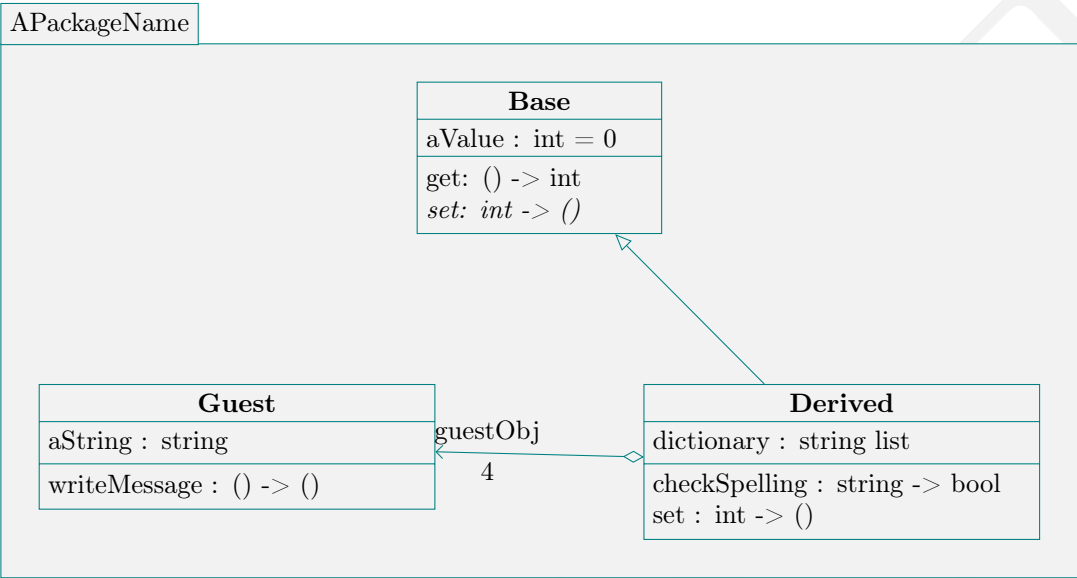 APackageName
Base
aValue : int = 0
get: () -> int
set: int -> ()
Guest
aString : string
writeMessage : () -> ()
guestObj
4
Derived
dictionary : string list
checkSpelling : string -> bool
set : int -> ()